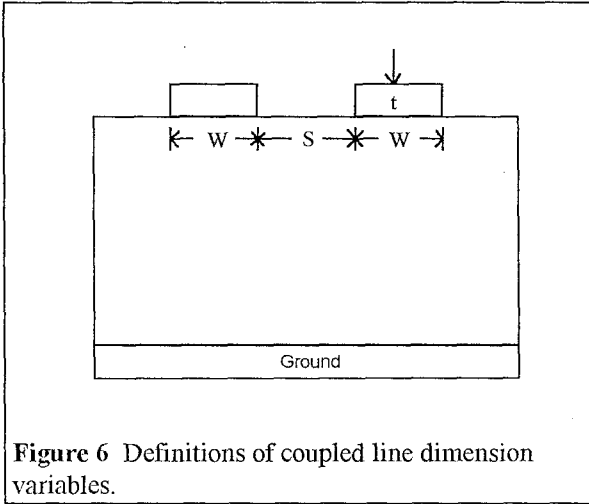 t
W S W
Ground
Figure 6 Definitions of coupled line dimension
variables.